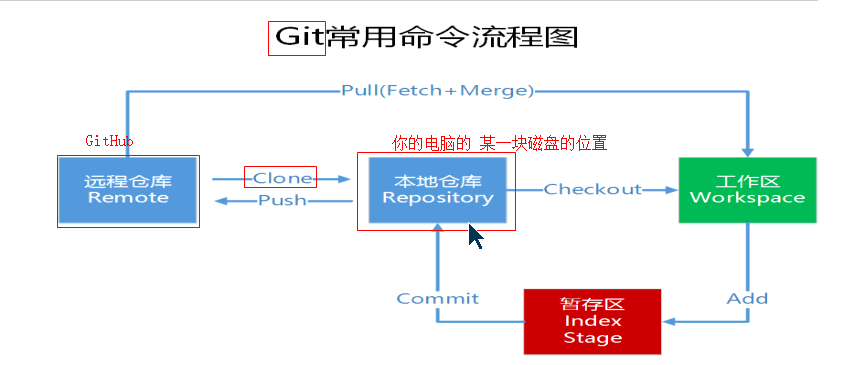 Git常用命令流程图
Pull(Fetch+Merge)
GitHub
你的电脑的 某一块磁盘的位置
远程仓库
Remote
Clone
Push
本地仓库
Repository
Checkout
工作区
Workspace
Commit
暂存区
Index
Stage
Add